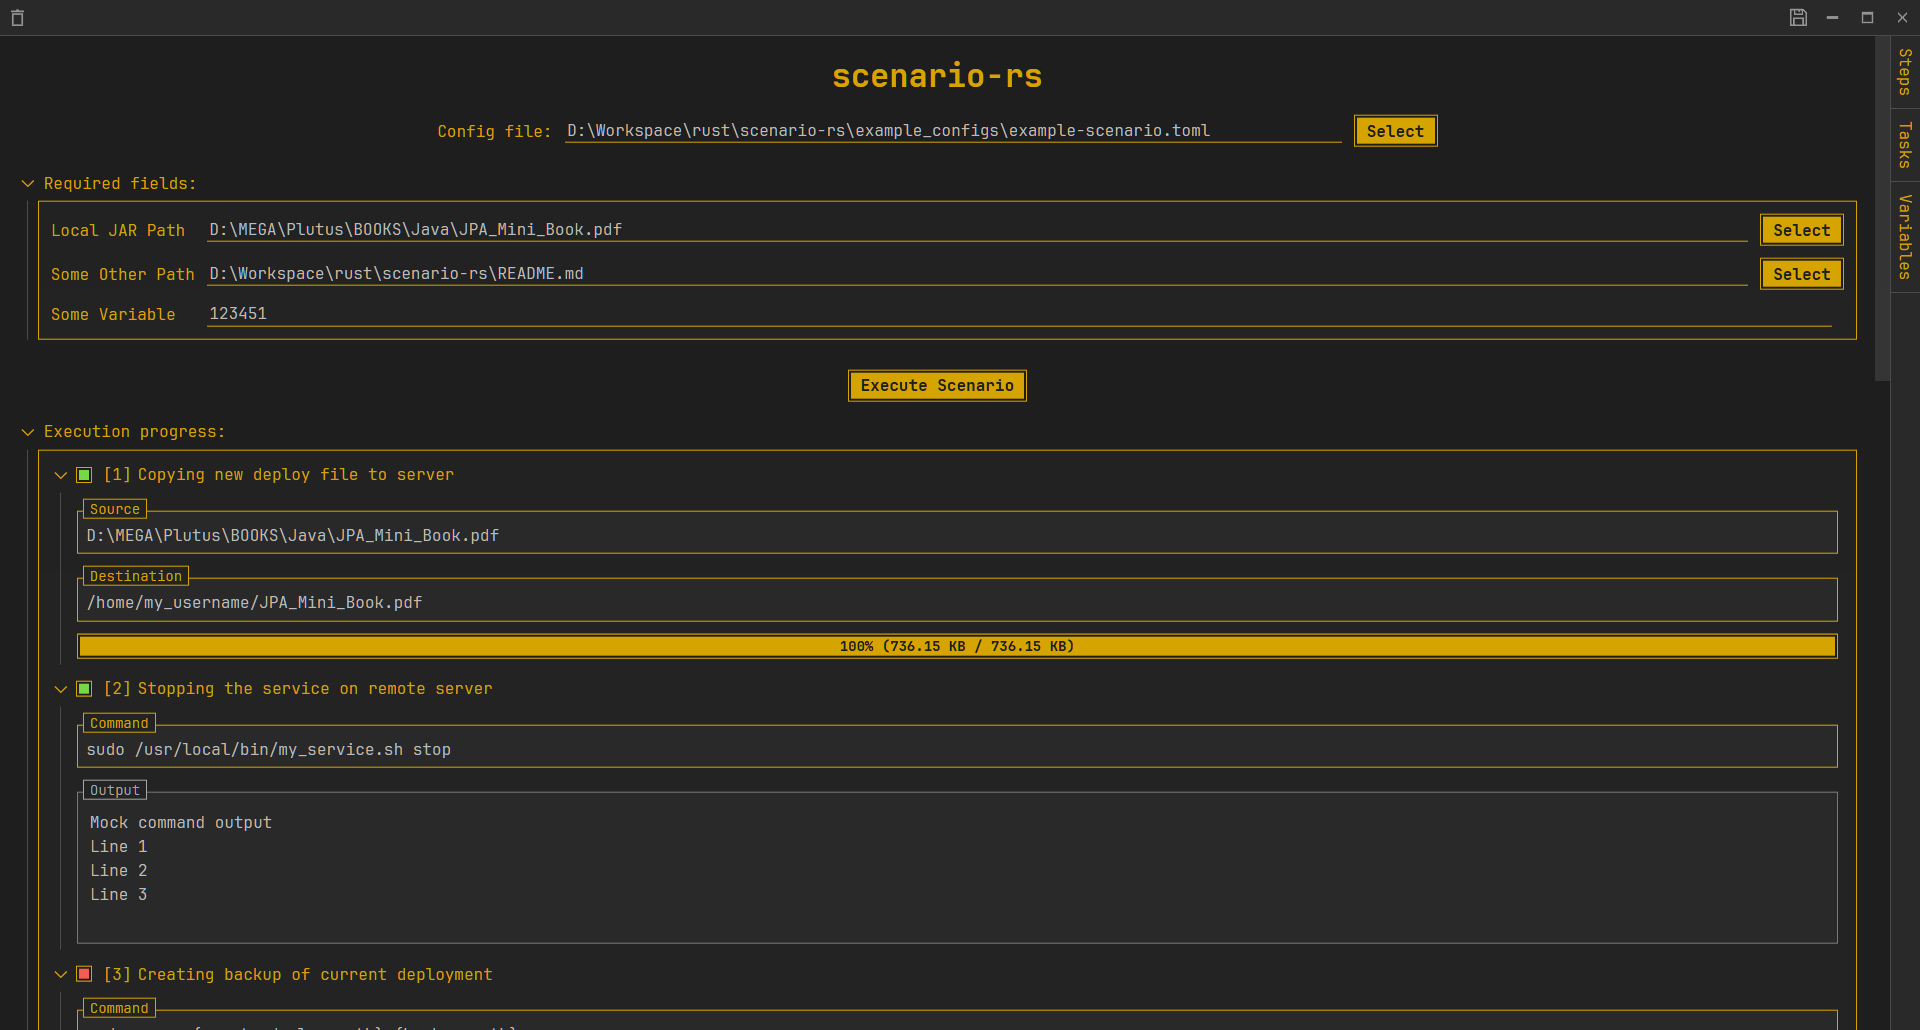 scenario-rs
Config file: D:\Workspace\rust\scenario-rs\example_configs\example-scenario.toml Select
Required fields:
Local JAR Path D:\MEGA\Plutus\BOOKS\Java\JPA_Mini_Book.pdf Select
Some Other Path D:\Workspace\rust\scenario-rs\README.md Select
Some Variable 123451
Execute Scenario
Execution progress:
[1] Copying new deploy file to server
Source
D:\MEGA\Plutus\BOOKS\Java\JPA_Mini_Book.pdf
Destination
/home/my_username/JPA_Mini_Book.pdf
100% (736.15 KB / 736.15 KB)
[2] Stopping the service on remote server
Command
sudo /usr/local/bin/my_service.sh stop
Output
Mock command output
Line 1
Line 2
Line 3
[3] Creating backup of current deployment
Command
Steps
Tasks
Variables